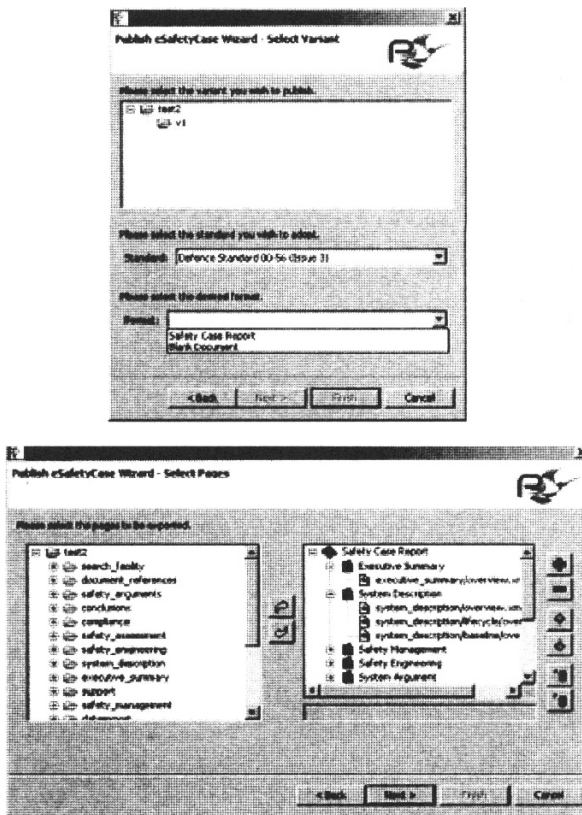 Publish eSafetyCase Wizard - Select Variant
Please select the variant you wish to publish.
test2
v1
Please select the standard you wish to adopt.
Standard: Defence Standard 00-56 (Issue 3)
Please select the desired format.
Format:
Safety Case Report
Blank Document
< Back Next > Finish Cancel
Publish eSafetyCase Wizard - Select Pages
Please select the pages to be exported.
test2
search_facility
document_references
safety_arguments
conclusions
compliance
safety_assessment
safety_engineering
system_description
executive_summary
support
safety_management
Safety Case Report
Executive Summary
executive_summary/overview.xm
System Description
system_description/overview.xm
system_description/lifecycle/over
system_description/baseline/ove
Safety Management
Safety Engineering
System Argument
< Back Next > Finish Cancel